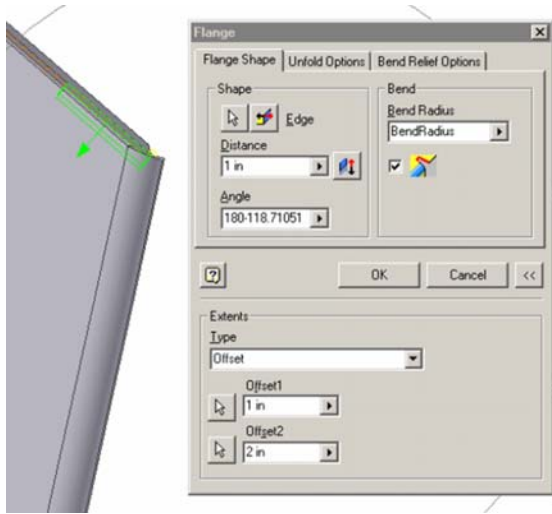 Flange
Flange Shape Unfold Options Bend Relief Options
Shape
Edge
Distance
1 in
Angle
180-118.71051
Bend
Bend Radius
BendRadius
OK Cancel <<
Extents
Type
Offset
Offset1
1 in
Offset2
2 in